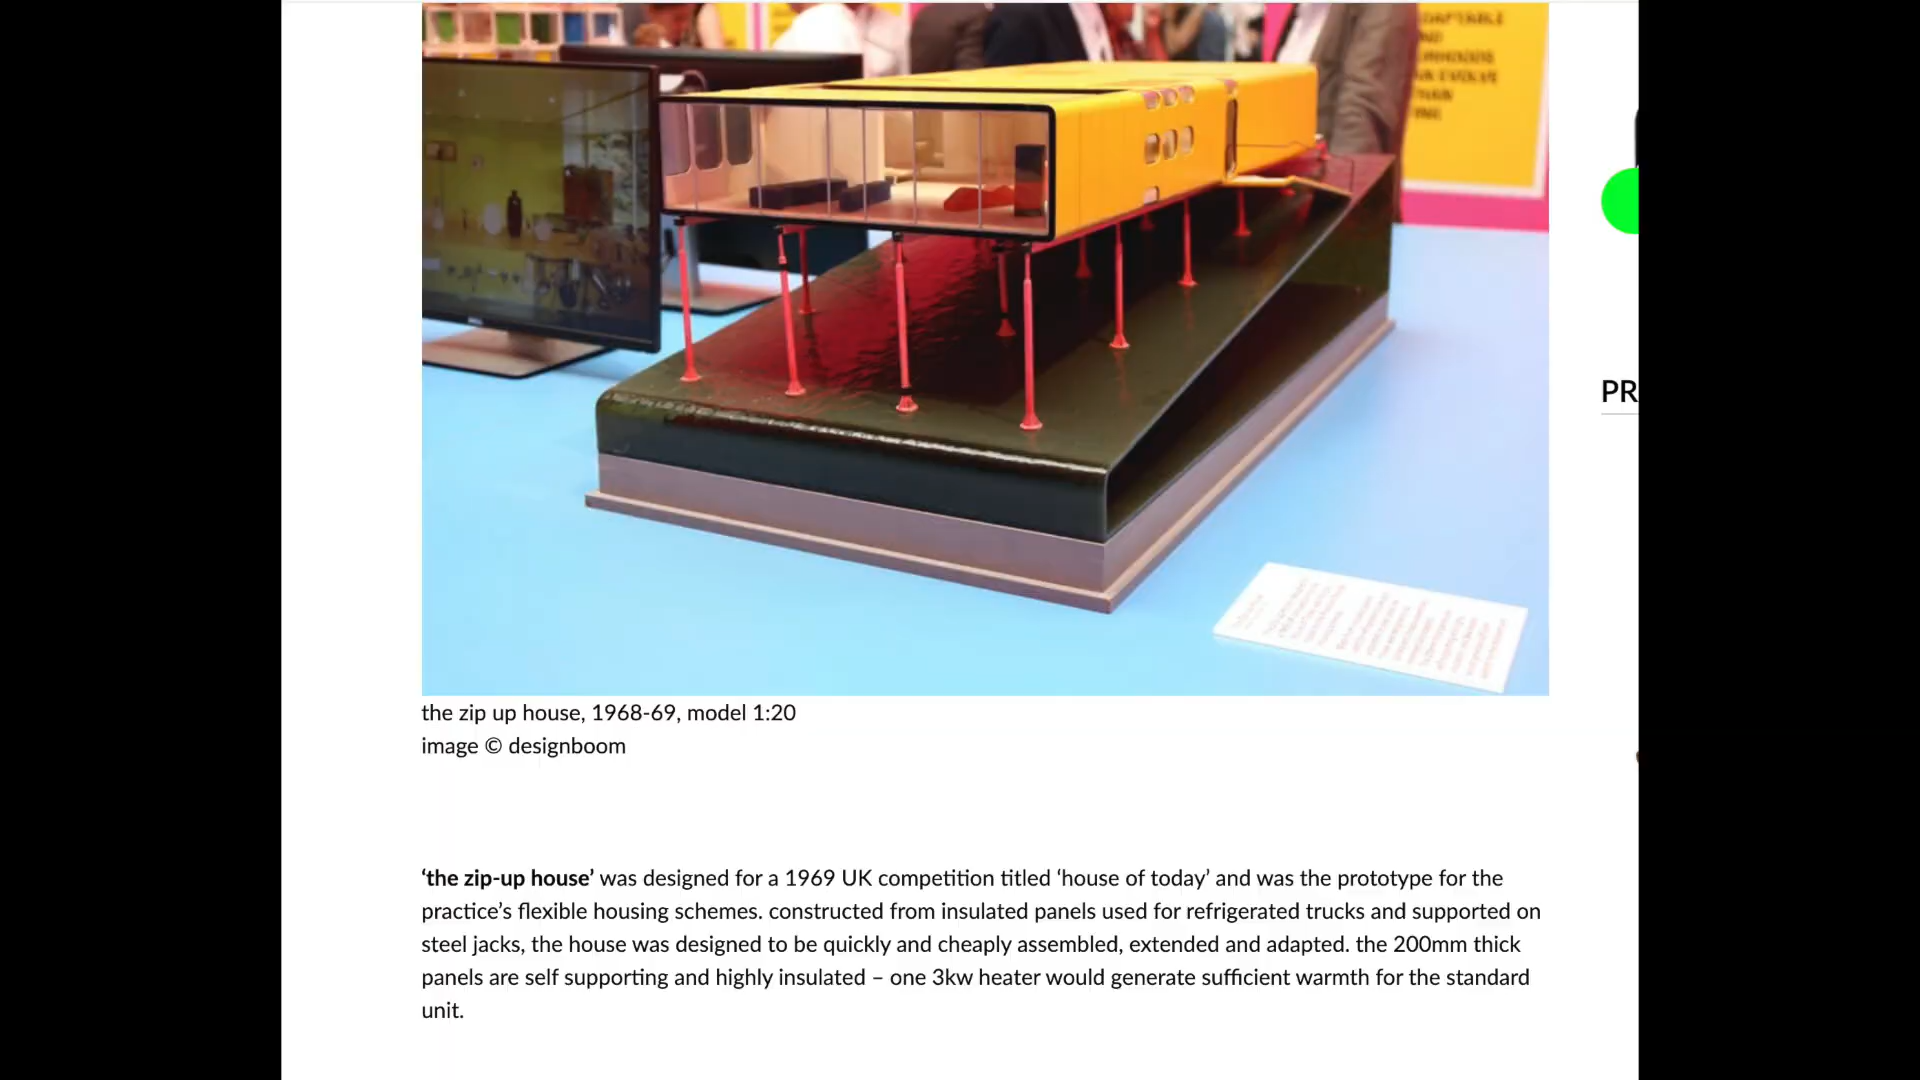 DAPTABLE
the zip up house, 1968-69, model 1:20
image © designboom
PR
‘the zip-up house’ was designed for a 1969 UK competition titled ‘house of today’ and was the prototype for the
practice’s flexible housing schemes. constructed from insulated panels used for refrigerated trucks and supported on
steel jacks, the house was designed to be quickly and cheaply assembled, extended and adapted. the 200mm thick
panels are self supporting and highly insulated – one 3kw heater would generate sufficient warmth for the standard
unit.